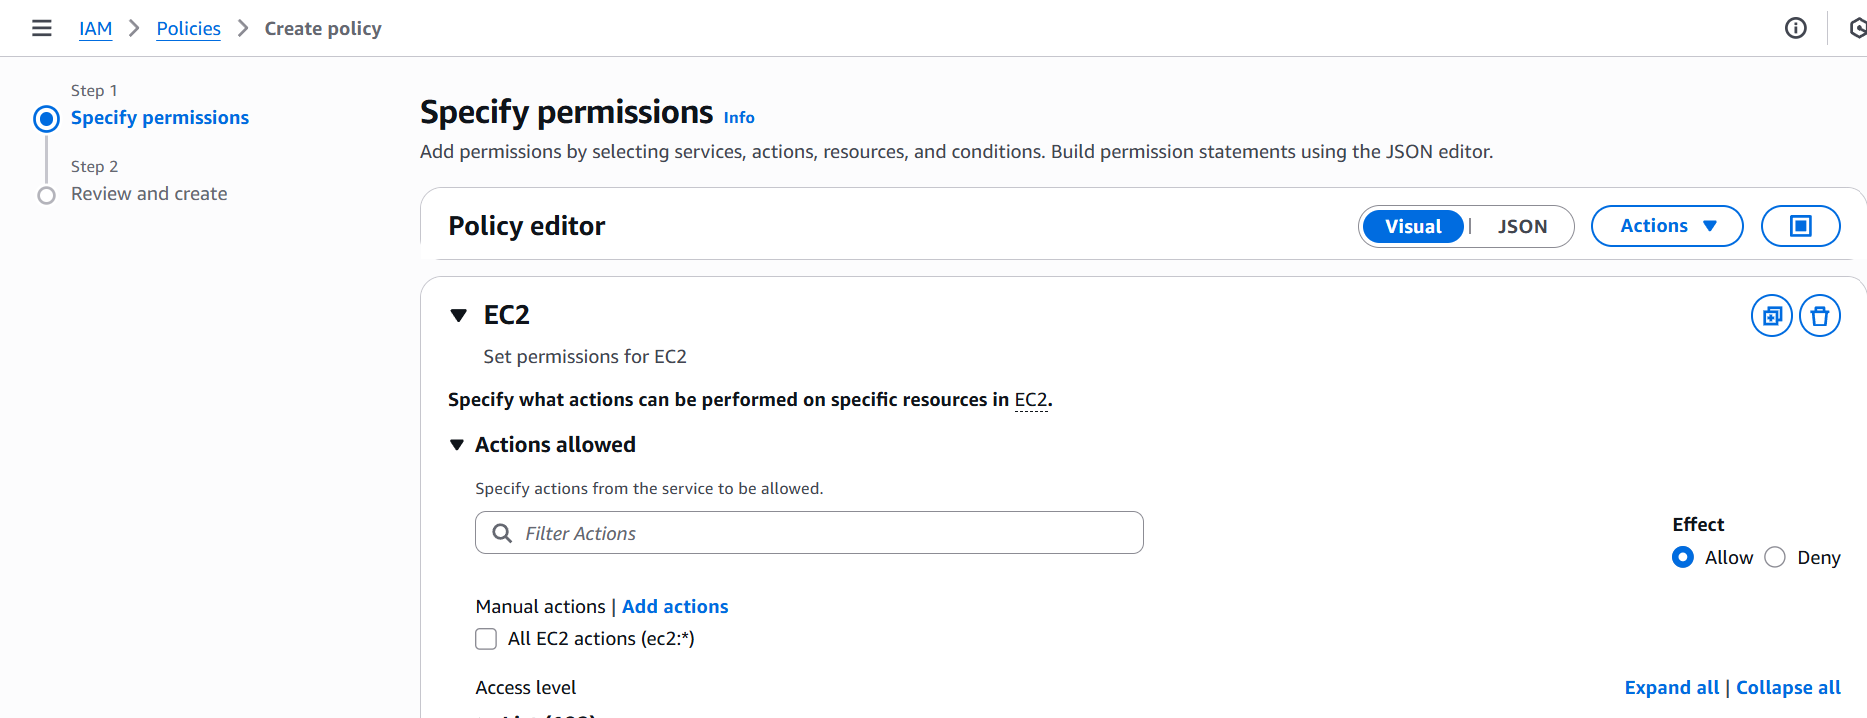 IAM > Policies > Create policy
Step 1
Specify permissions
Step 2
Review and create
Specify permissions Info
Add permissions by selecting services, actions, resources, and conditions. Build permission statements using the JSON editor.
Policy editor
Visual | JSON
Actions
EC2
Set permissions for EC2
Specify what actions can be performed on specific resources in EC2.
Actions allowed
Specify actions from the service to be allowed.
Filter Actions
Effect
Allow Deny
Manual actions | Add actions
All EC2 actions (ec2:*)
Access level
Expand all | Collapse all